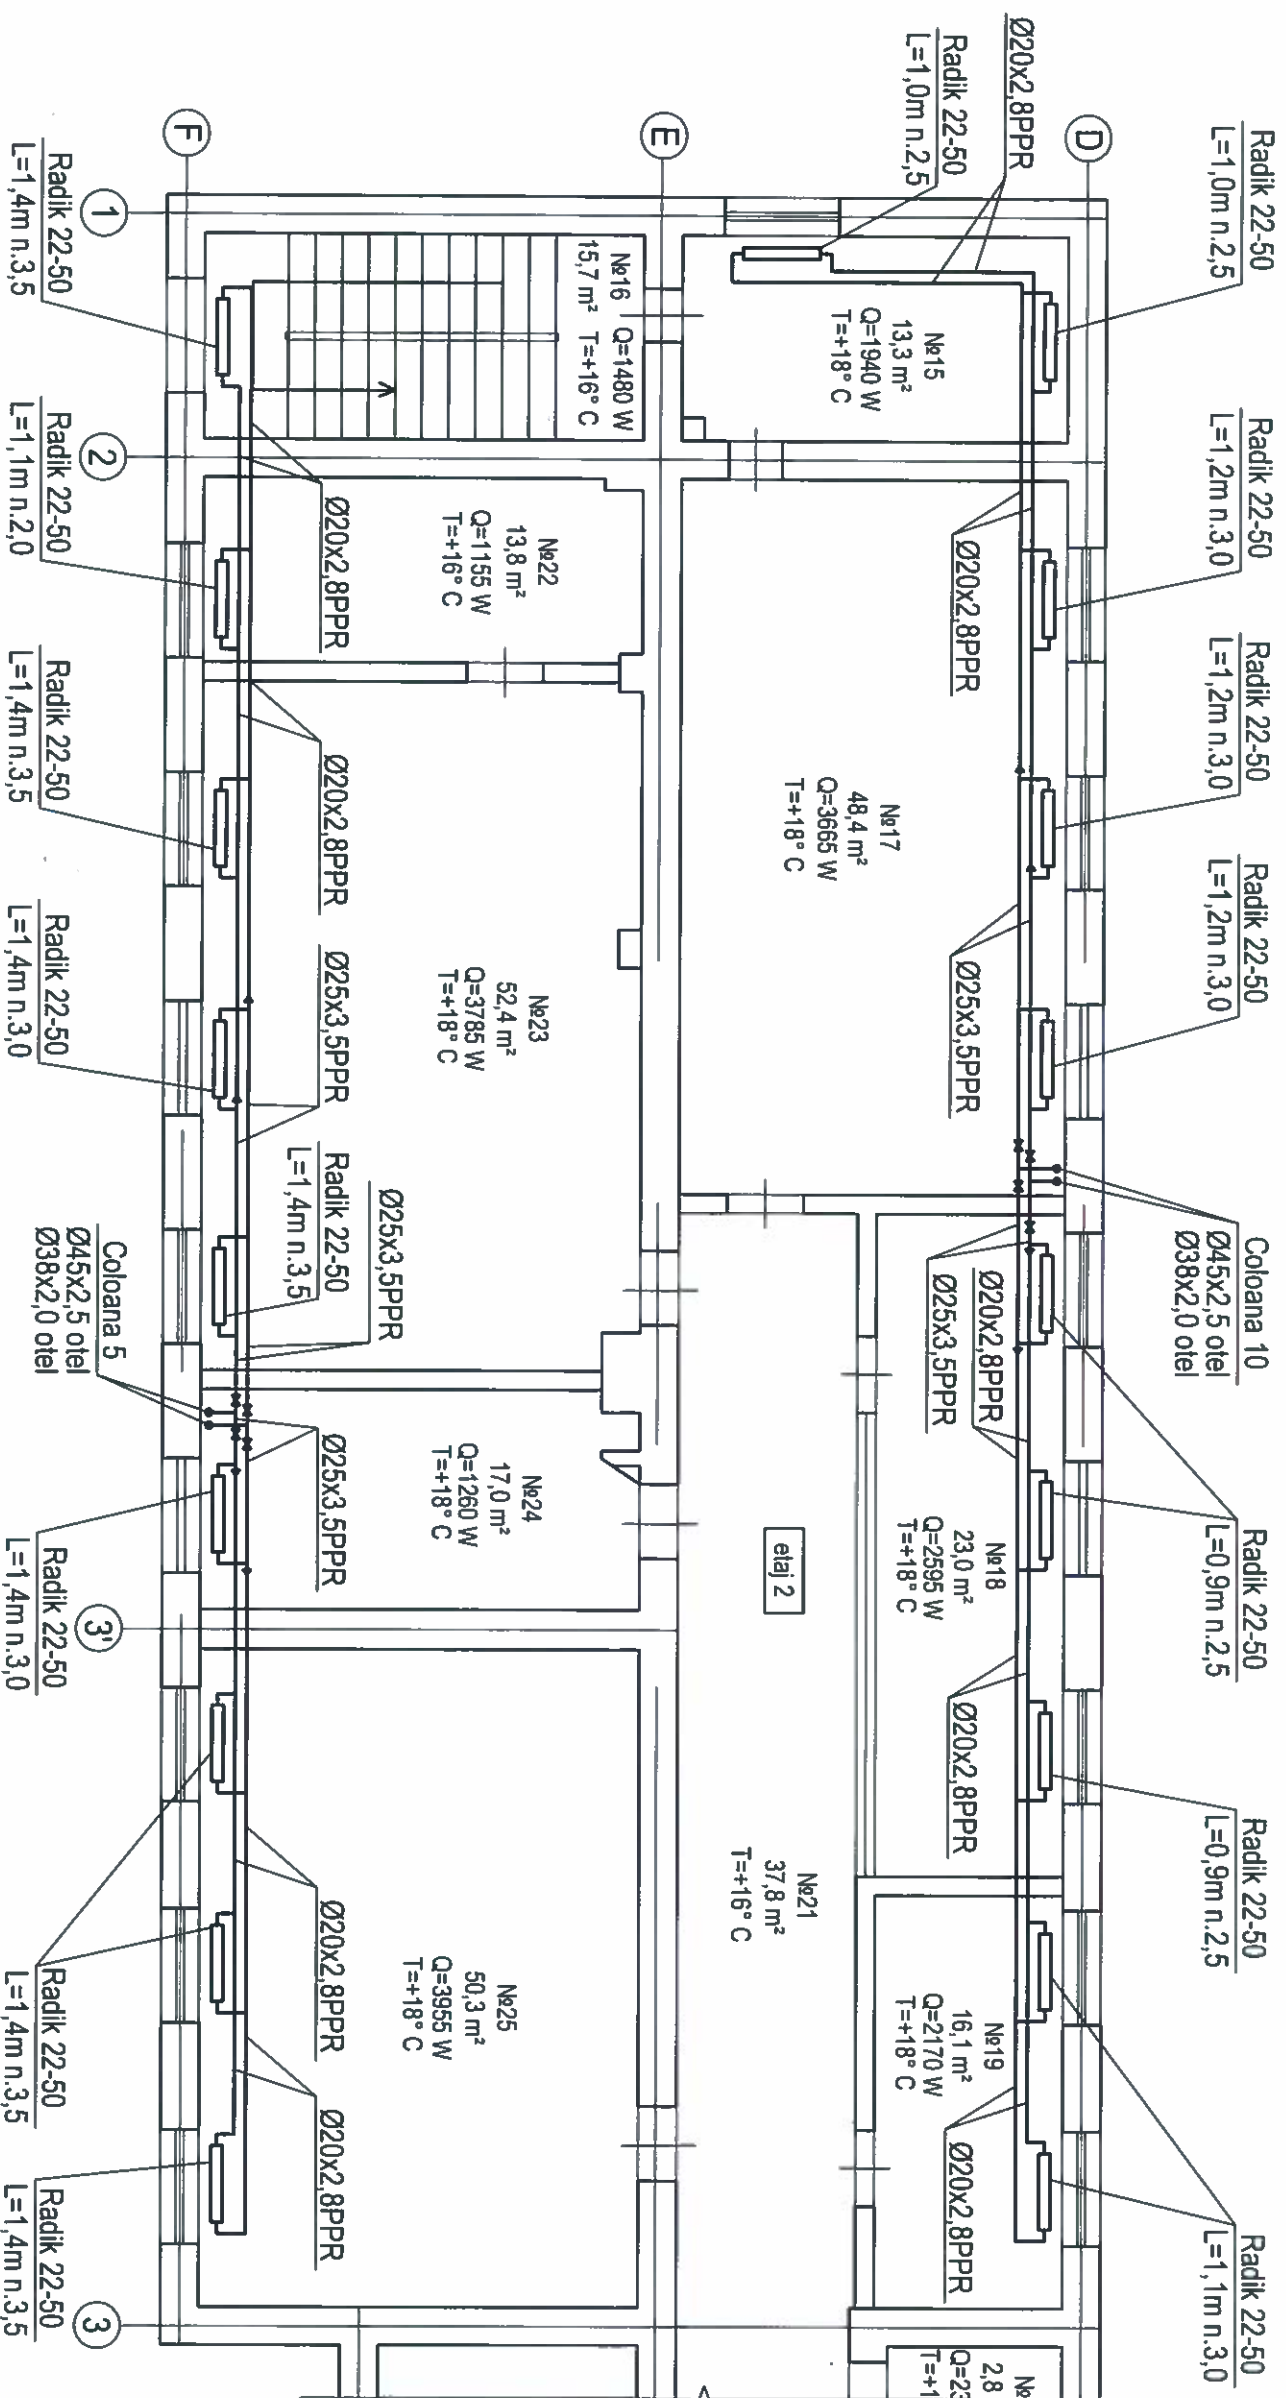 Radik 22-50
L=1,0m n.2,5
Radik 22-50
L=1,2m n.3,0
Radik 22-50
L=1,2m n.3,0
Radik 22-50
L=1,2m n.3,0
Coloana 10
Ø45x2,5 otel
Ø38x2,0 otel
Radik 22-50
L=0,9m n.2,5
Radik 22-50
L=0,9m n.2,5
Radik 22-50
L=1,1m n.3,0
Ø20x2,8PPR
Radik 22-50
L=1,0m n.2,5
D
Ø20x2,8PPR
Ø25x3,5PPR
Ø20x2,8PPR
Ø25x3,5PPR
Ø20x2,8PPR
Ø20x2,8PPR
№15
13,3 m²
Q=1940 W
T=+18° C
№17
48,4 m²
Q=3665 W
T=+18° C
№18
23,0 m²
Q=2595 W
T=+18° C
№19
16,1 m²
Q=2170 W
T=+18° C
2,8
etaj 2
№21
37,8 m²
T=+16° C
E
№16 Q=1480 W
15,7 m² T=+16° C
№22
13,8 m²
Q=1155 W
T=+16° C
№23
52,4 m²
Q=3785 W
T=+18° C
№24
17,0 m²
Q=1260 W
T=+18° C
№25
50,3 m²
Q=3955 W
T=+18° C
Ø20x2,8PPR
Ø20x2,8PPR
Ø25x3,5PPR
Radik 22-50
L=1,4m n.3,5
Ø25x3,5PPR
Ø25x3,5PPR
Ø20x2,8PPR
Ø20x2,8PPR
F
1
2
3'
3
Radik 22-50
L=1,4m n.3,5
Radik 22-50
L=1,1m n.2,0
Radik 22-50
L=1,4m n.3,5
Radik 22-50
L=1,4m n.3,0
Coloana 5
Ø45x2,5 otel
Ø38x2,0 otel
Radik 22-50
L=1,4m n.3,0
Radik 22-50
L=1,4m n.3,5
Radik 22-50
L=1,4m n.3,5